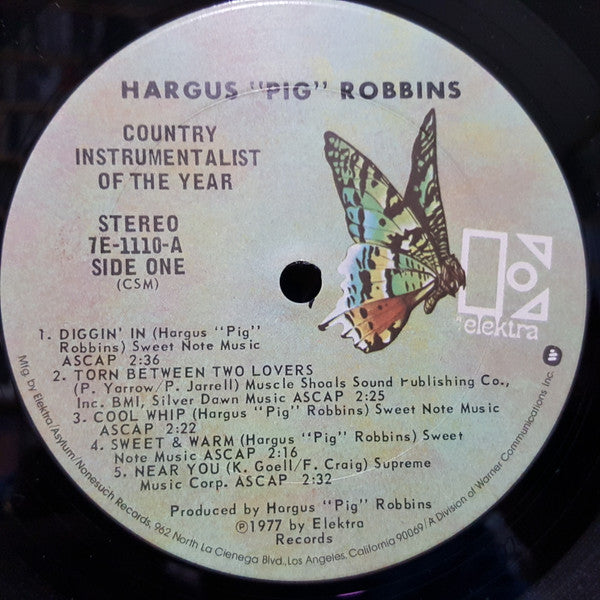 HARGUS "PIG" ROBBINS
COUNTRY
INSTRUMENTALIST
OF THE YEAR
STEREO
7E-1110-A
SIDE ONE
(CSM)
elektra
1. DIGGIN' IN (Hargus "Pig"
Robbins) Sweet Note Music
ASCAP 2:36
2. TORN BETWEEN TWO LOVERS
(P. Yarrow/P. Jarrell) Muscle Shoals Sound Publishing Co.,
Inc. BMI, Silver Dawn Music ASCAP 2:25
3. COOL WHIP (Hargus "Pig" Robbins) Sweet Note Music
ASCAP 2:22
4. SWEET & WARM (Hargus "Pig" Robbins) Sweet
Note Music ASCAP 2:16
5. NEAR YOU (K. Goell/F. Craig) Supreme
Music Corp. ASCAP 2:32
Produced by Hargus "Pig" Robbins
℗1977 by Elektra
Records
Mfg. by Elektra/Asylum/Nonesuch Records, 962 North La Cienega Blvd., Los Angeles, California 90069/A Division of Warner Communications Inc.